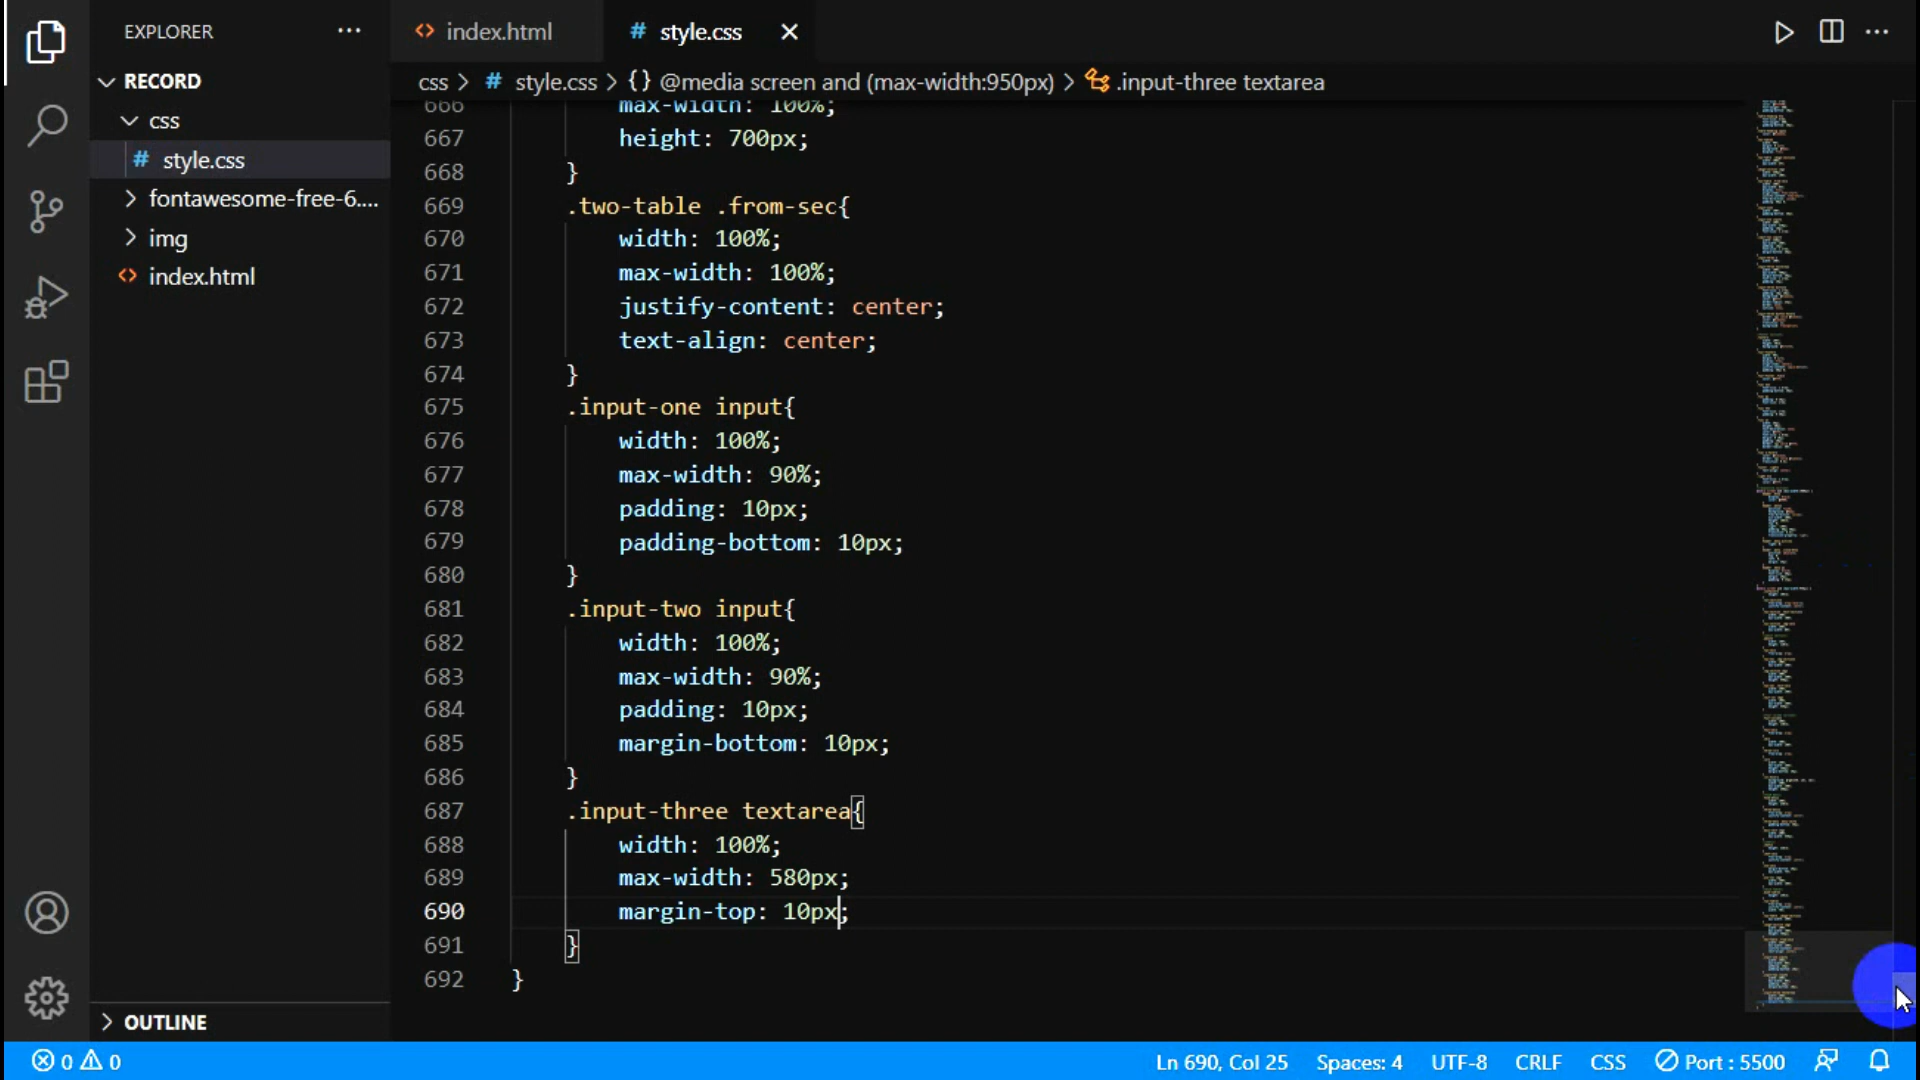 EXPLORER
RECORD
css
# style.css
fontawesome-free-6....
img
<> index.html
OUTLINE
<> index.html
# style.css
css > # style.css > {} @media screen and (max-width:950px) > .input-three textarea
666 max-width: 100%;
667 height: 700px;
668 }
669 .two-table .from-sec{
670 width: 100%;
671 max-width: 100%;
672 justify-content: center;
673 text-align: center;
674 }
675 .input-one input{
676 width: 100%;
677 max-width: 90%;
678 padding: 10px;
679 padding-bottom: 10px;
680 }
681 .input-two input{
682 width: 100%;
683 max-width: 90%;
684 padding: 10px;
685 margin-bottom: 10px;
686 }
687 .input-three textarea{
688 width: 100%;
689 max-width: 580px;
690 margin-top: 10px;
691 }
692 }
0 0 Ln 690, Col 25 Spaces: 4 UTF-8 CRLF CSS Port : 5500